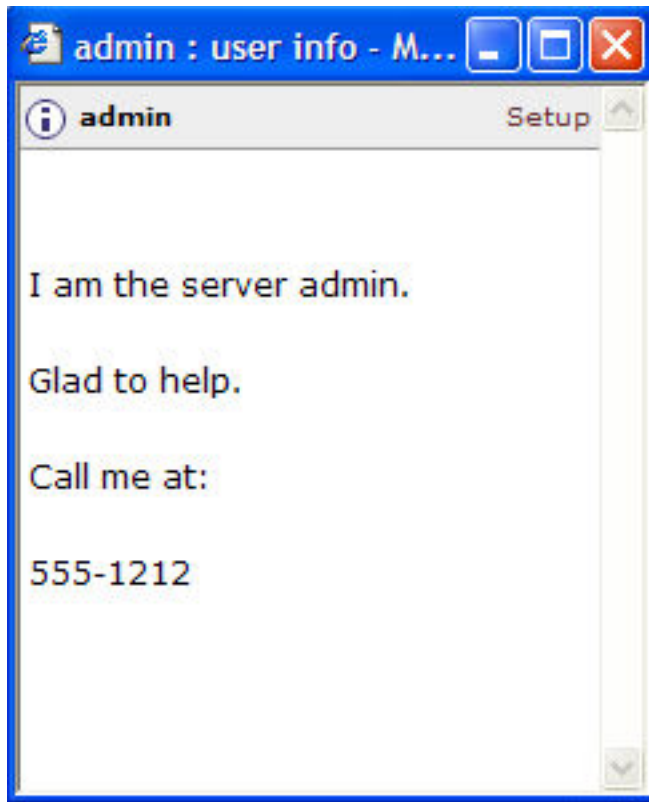 admin : user info - M...
admin Setup
I am the server admin.
Glad to help.
Call me at:
555-1212